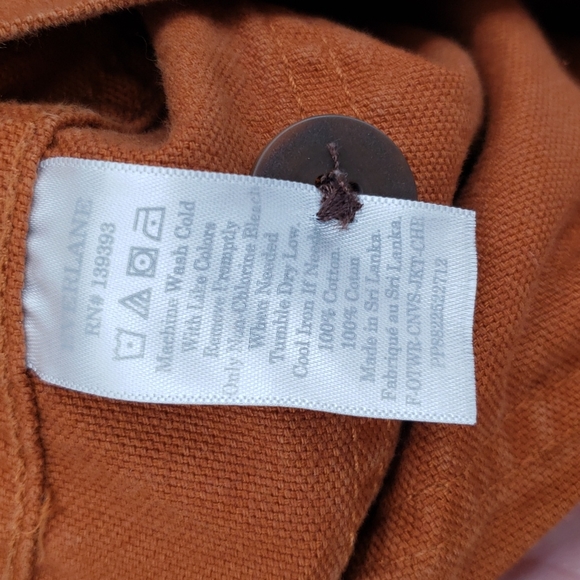 EVERLANE
RN# 139393
Machine Wash Cold
With Like Colors
Remove Promptly
Only Non-Chlorine Bleach
When Needed
Tumble Dry Low.
Cool Iron If
100% Cotton
100% Coton
Made in Sri Lanka.
Fabriqué au Sri Lanka.
F-OTWR-CNVS-JKT-CHR